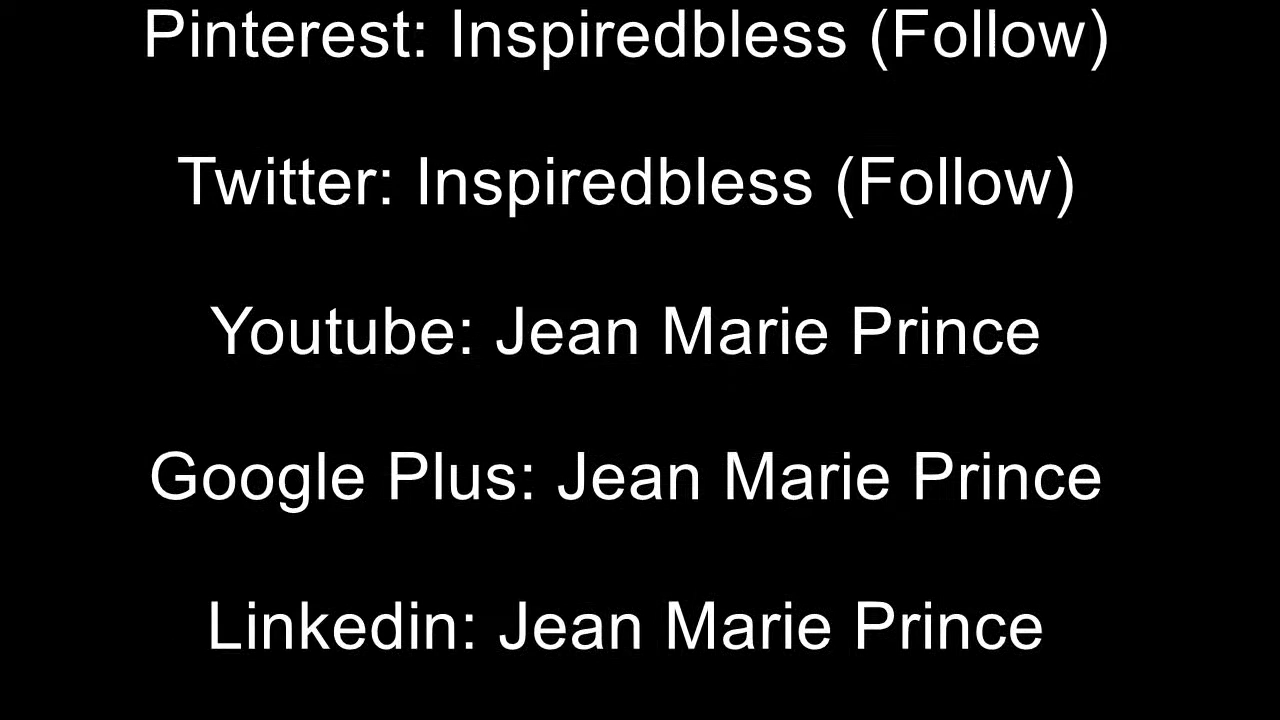 Pinterest: Inspiredbless (Follow)
Twitter: Inspiredbless (Follow)
Youtube: Jean Marie Prince
Google Plus: Jean Marie Prince
Linkedin: Jean Marie Prince